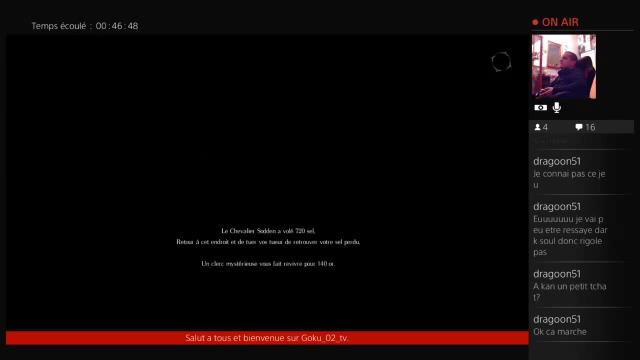 Temps écoulé : 00:46:48
ON AIR
4 16
Le Chevalier Sodden a volé 720 sel.
Retour à cet endroit et de tuer vos tueur de retrouver votre sel perdu.
Un clerc mystérieuse vous fait revivre pour 140 or.
dragoon51
Je connai pas ce je
u
dragoon51
Euuuuuuu je vai p
eu etre ressaye dar
k soul donc rigole
pas
dragoon51
A kan un petit tcha
t?
dragoon51
Ok ca marche
Salut a tous et bienvenue sur Goku_02_tv.